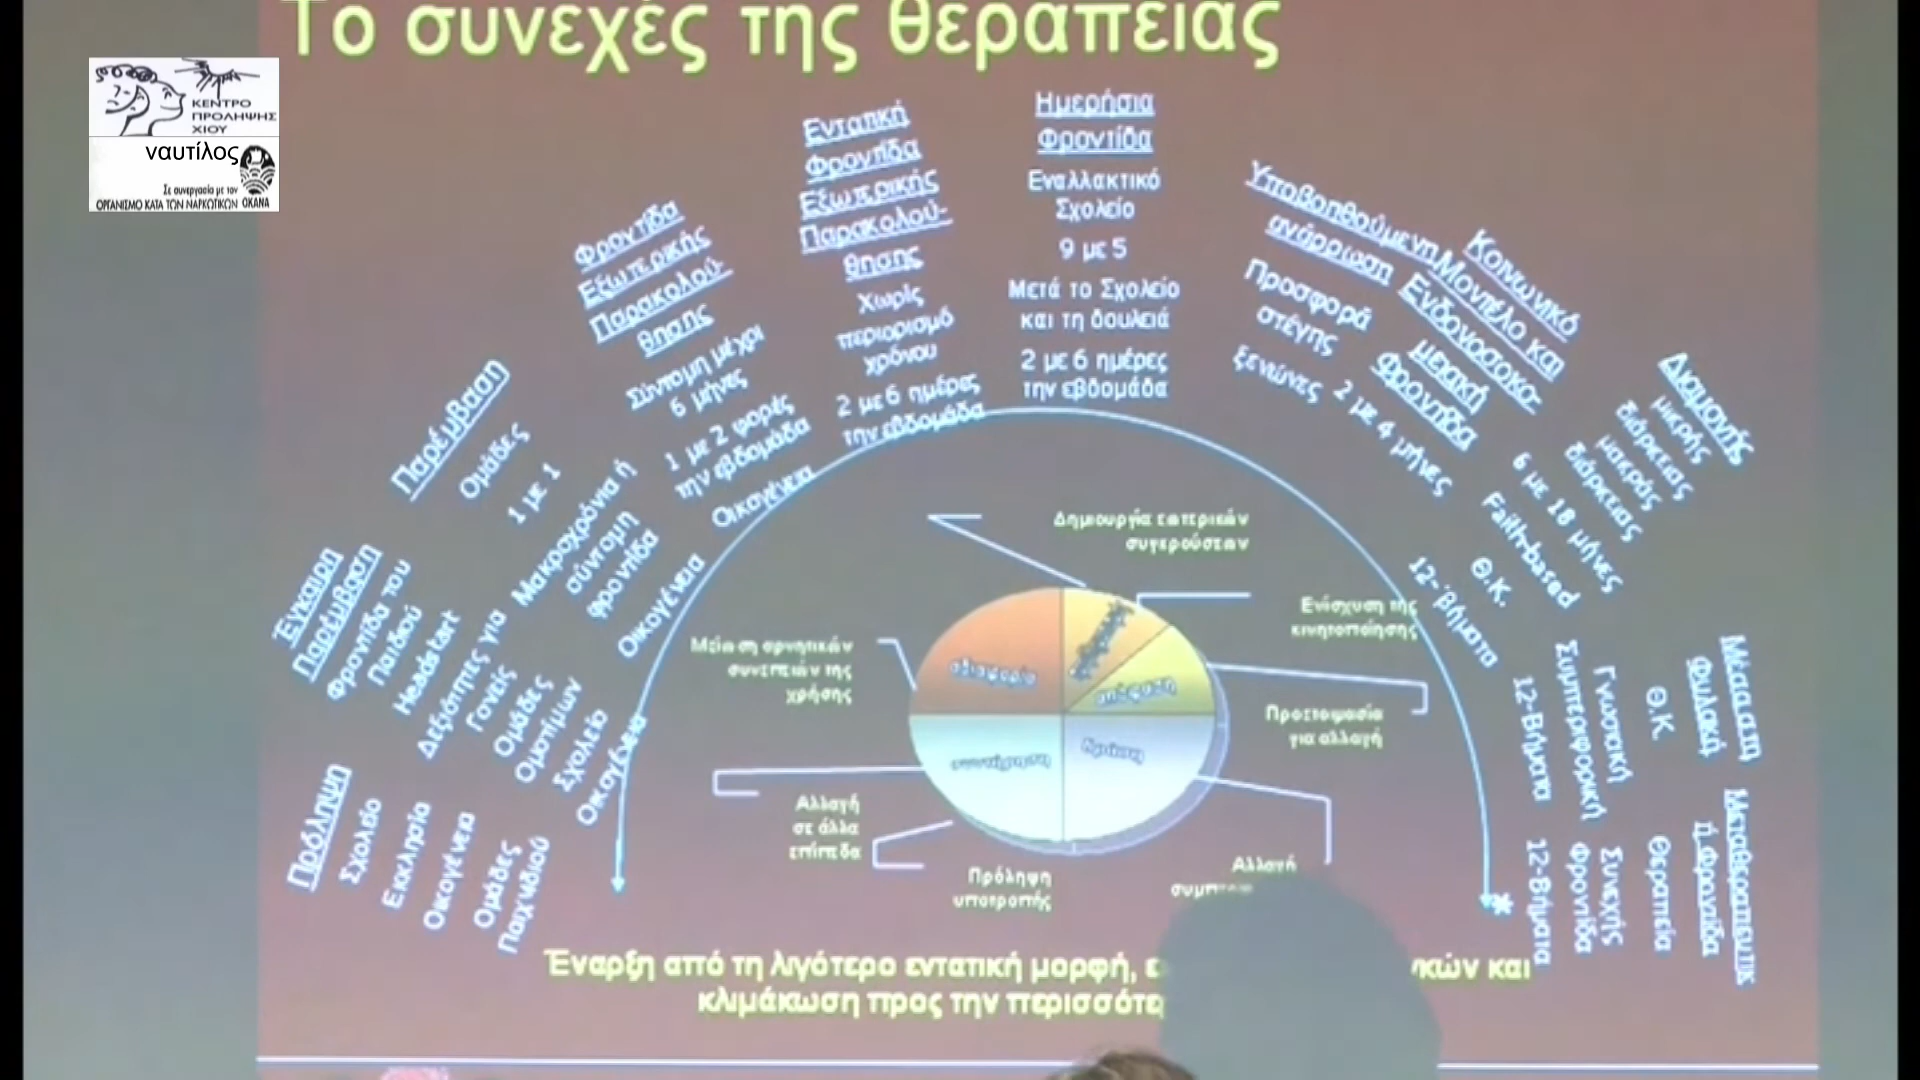 Το συνεχές της θεραπείας
ΚΕΝΤΡΟ
ΠΡΟΛΗΨΗΣ
ΧΙΟΥ
ναυτίλος
Σε συνεργασία με τον
ΟΡΓΑΝΙΣΜΟ ΚΑΤΑ ΤΩΝ ΝΑΡΚΩΤΙΚΩΝ ΟΚΑΝΑ
Πρόληψη
Σχολείο
Εκκλησία
Οικογένεια
Ομάδες
Παιχνιδιού
Έγκαιρη
Παρέμβαση
Φροντίδα του
Παιδιού
Headstart
Δεξιότητες για
Γονείς
Ομάδες
Ομοτίμων
Σχολείο
Οικογένεια
Παρέμβαση
Ομάδες
1 με 1
Μακροχρόνια ή
σύντομη
φροντίδα
Οικογένεια
Φροντίδα
Εξωτερικής
Παρακολού-
θησης
Σύντομη μέχρι
6 μήνες
1 με 2 φορές
την εβδομάδα
Οικογένεια
Εντατική
Φροντίδα
Εξωτερικής
Παρακολού-
θησης
Χωρίς
περιορισμό
χρόνου
2 με 6 ημέρες
την εβδομάδα
Ημερήσια
Φροντίδα
Εναλλακτικό
Σχολείο
9 με 5
Μετά το Σχολείο
και τη δουλειά
2 με 6 ημέρες
την εβδομάδα
Υποβοηθούμενη
ανάρρωση
Προσφορά
στέγης
ξενώνες
Κοινωνικό
Μοντέλο και
Ενδονοσοκο-
μειακή
Φροντίδα
2 με 4 μήνες
Διαμονής
μικρής
διάρκειας
μακράς
διάρκειας
6 με 18 μήνες
Faith-based
Θ.Κ.
12-βήματα
Μέσα στη
Φυλακή
Θ.Κ.
Γνωσιακή
Συμπεριφορική
12-Βήματα
Μεταθεραπευτικ
ή Φροντίδα
Θεραπεία
Συνεχής
Φροντίδα
12-Βήματα
*
Δημιουργία εσωτερικών
συγκρούσεων
Ενίσχυση της
κινητοποίησης
Μείωση αρνητικών
συνεπειών της
χρήσης
αδιαφορία
απόφαση
Προετοιμασία
για αλλαγή
συντήρηση
δράση
Αλλαγή
σε άλλα
επίπεδα
Πρόληψη
υποτροπής
Αλλαγή
Έναρξη από τη λιγότερο εντατική μορφή, και
κλιμάκωση προς την